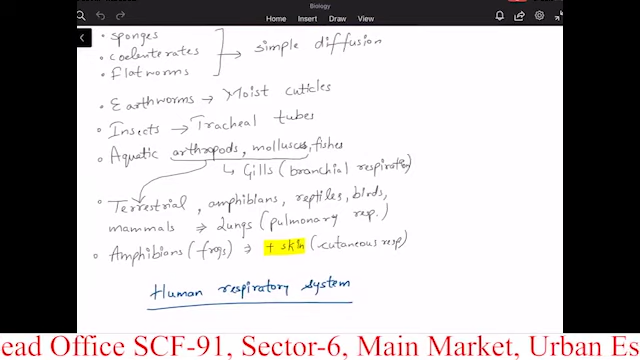 Biology
Home Insert Draw View
• Sponges
• Coelenterates → simple diffusion
• Flatworms
• Earthworms → Moist cuticles
• Insects → Tracheal tubes
• Aquatic arthropods, molluscs, fishes
↳ Gills (branchial respiration)
• Terrestrial, amphibians, reptiles, birds,
mammals → Lungs (pulmonary resp.)
• Amphibians (frogs) → + skin (cutaneous resp)
Human respiratory system
ead Office SCF-91, Sector-6, Main Market, Urban Es